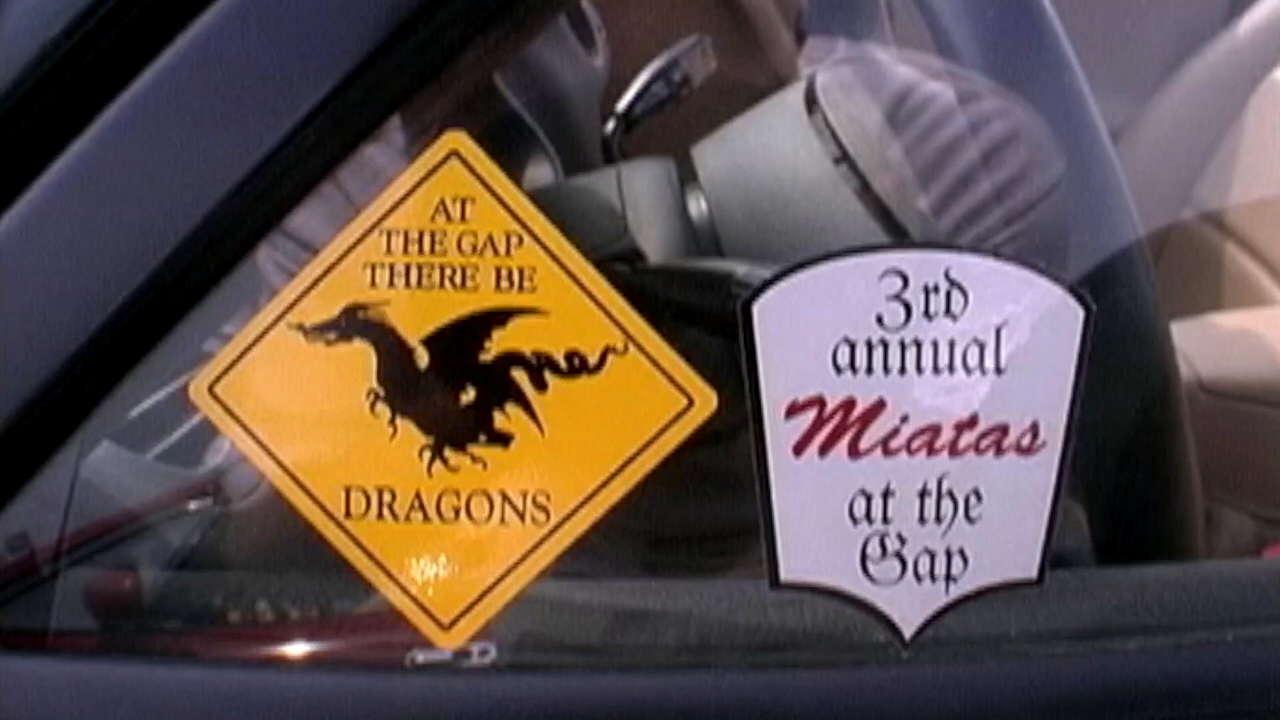 AT
THE GAP
THERE BE
DRAGONS
3rd
annual
Miatas
at the
Gap